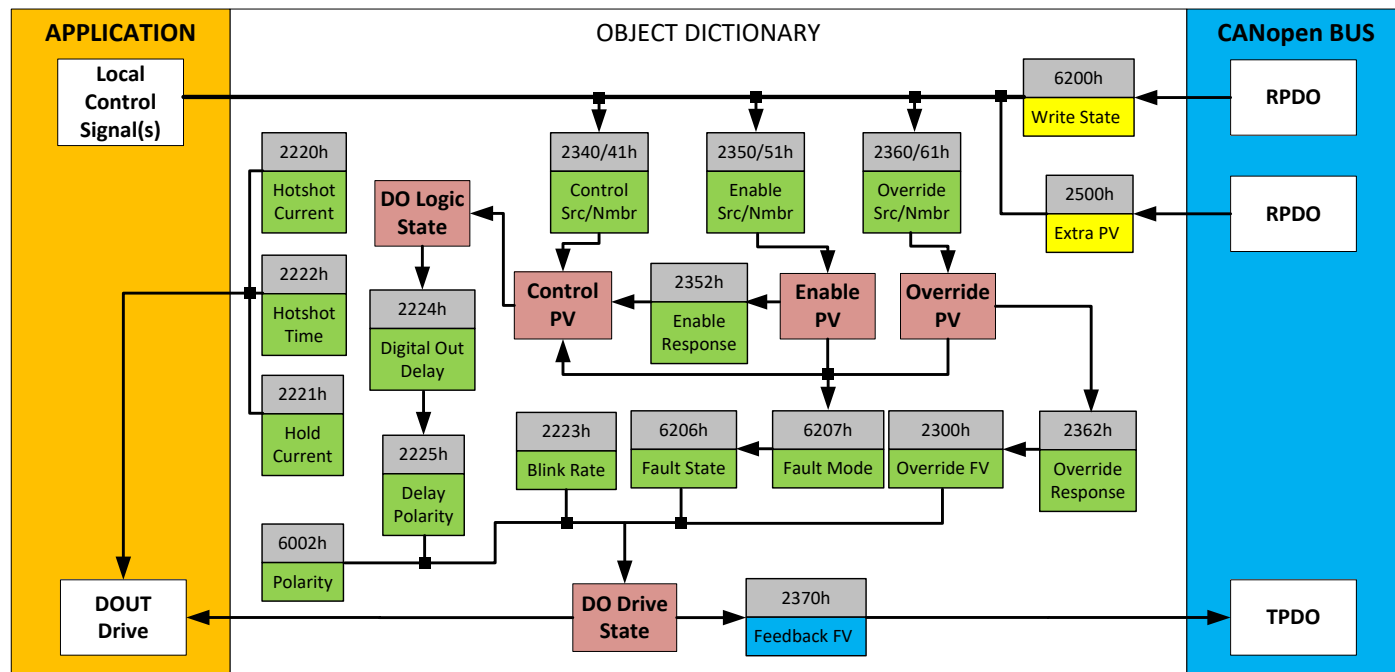 APPLICATION
OBJECT DICTIONARY
CANopen BUS
Local
Control
Signal(s)
6200h
Write State
RPDO
2220h
Hotshot
Current
DO Logic
State
2340/41h
Control
Src/Nmbr
2350/51h
Enable
Src/Nmbr
2360/61h
Override
Src/Nmbr
2500h
Extra PV
RPDO
2222h
Hotshot
Time
2224h
Digital Out
Delay
Control
PV
2352h
Enable
Response
Enable
PV
Override
PV
2221h
Hold
Current
2225h
Delay
Polarity
2223h
Blink Rate
6206h
Fault State
6207h
Fault Mode
2300h
Override FV
2362h
Override
Response
6002h
Polarity
DOUT
Drive
DO Drive
State
2370h
Feedback FV
TPDO